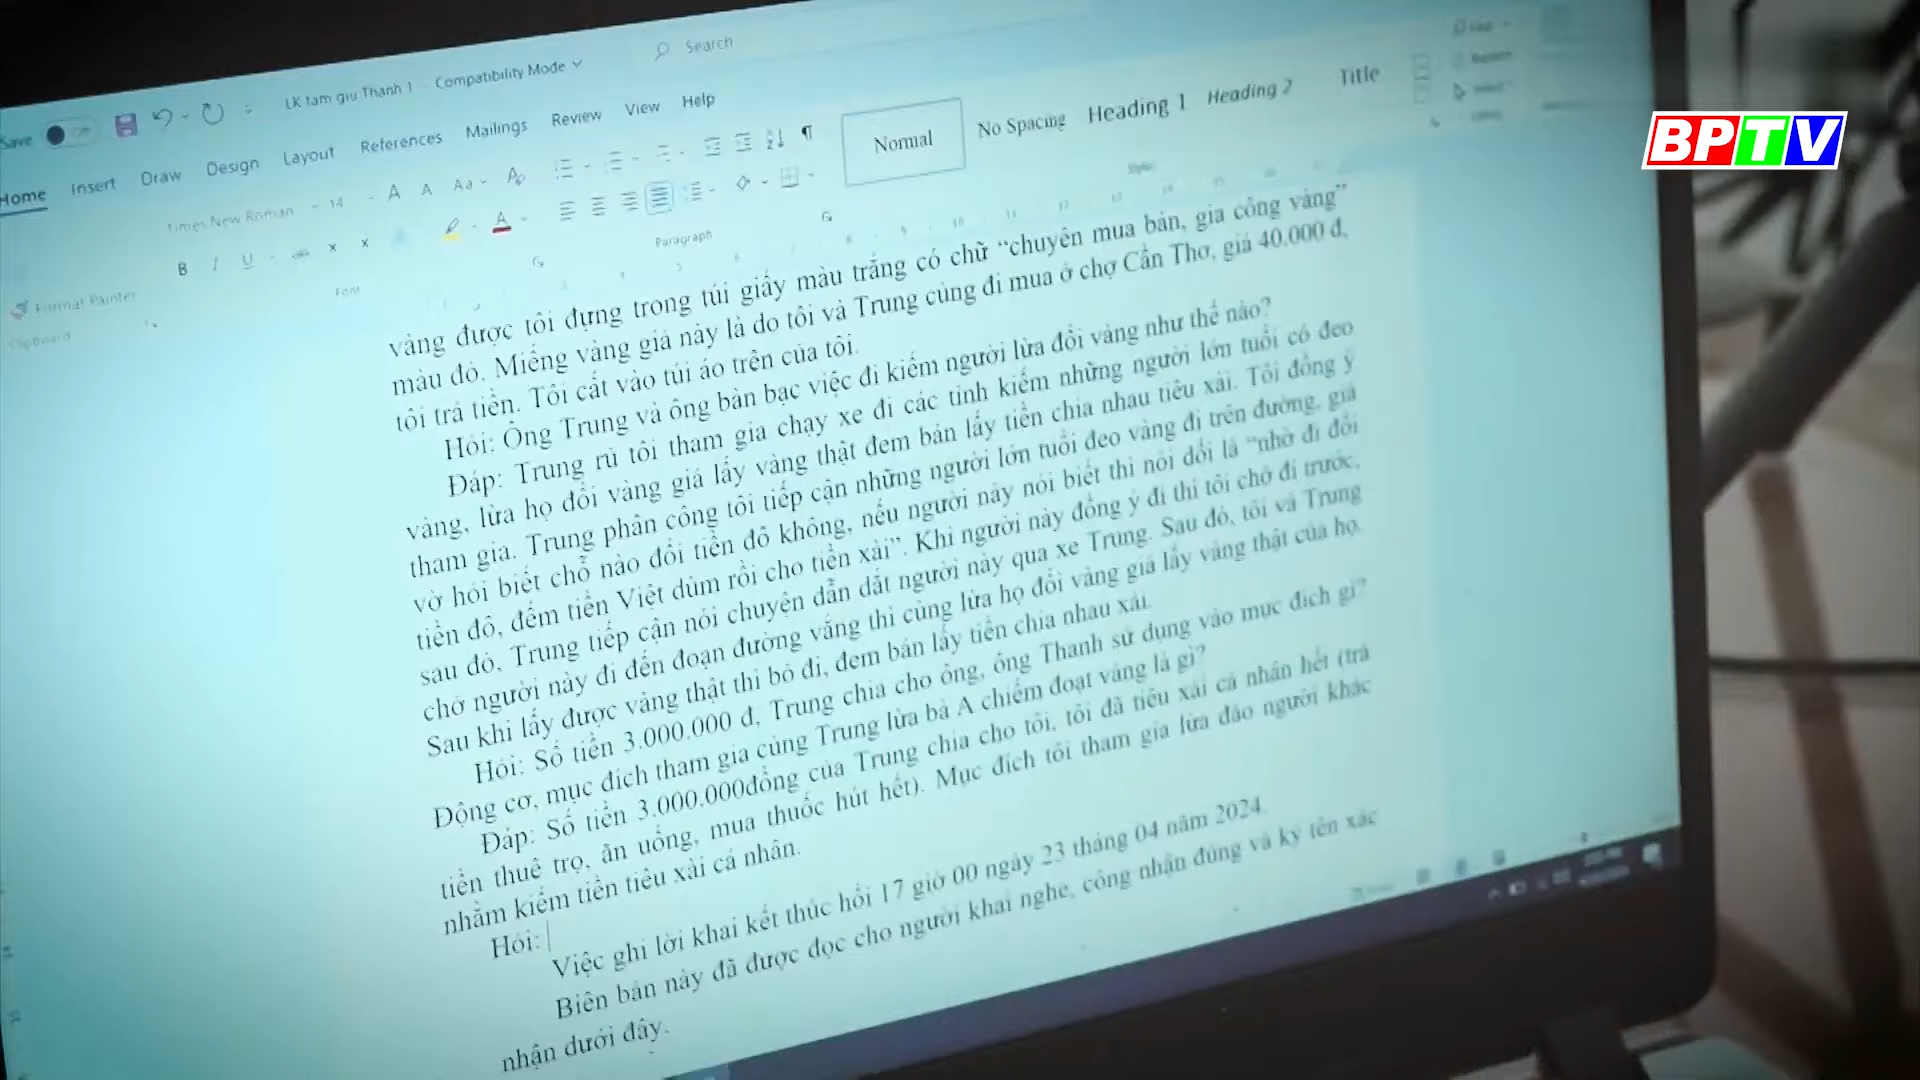 BPTV
Save
LK tam giu Thanh 1 Compatibility Mode
Search
Home Insert Draw Design Layout References Mailings Review View Help
Times New Roman 14
Format Painter
Clipboard
Font
Paragraph
Normal
No Spacing
Heading 1
Heading 2
Title
vàng được tôi đựng trong túi giấy màu trắng có chữ “chuyên mua bán, gia công vàng”
màu đỏ. Miếng vàng giả này là do tôi và Trung cùng đi mua ở chợ Cần Thơ, giá 40.000 đ,
tôi trả tiền. Tôi cất vào túi áo trên của tôi.
Hỏi: Ông Trung và ông bàn bạc việc đi kiếm người lừa đổi vàng như thế nào?
Đáp: Trung rủ tôi tham gia chạy xe đi các tỉnh kiếm những người lớn tuổi có đeo
vàng, lừa họ đổi vàng giả lấy vàng thật đem bán lấy tiền chia nhau tiêu xài. Tôi đồng ý
tham gia. Trung phân công tôi tiếp cận những người lớn tuổi đeo vàng đi trên đường, giả
vờ hỏi biết chỗ nào đổi tiền đô không, nếu người này nói biết thì nói dối là “nhờ đi đổi
tiền đô, đếm tiền Việt dùm rồi cho tiền xài”. Khi người này đồng ý đi thì tôi chở đi trước,
sau đó, Trung tiếp cận nói chuyện dẫn dắt người này qua xe Trung. Sau đó, tôi và Trung
chở người này đi đến đoạn đường vắng thì cùng lừa họ đổi vàng giả lấy vàng thật của họ.
Sau khi lấy được vàng thật thì bỏ đi, đem bán lấy tiền chia nhau xài.
Hỏi: Số tiền 3.000.000 đ, Trung chia cho ông, ông Thanh sử dụng vào mục đích gì?
Động cơ, mục đích tham gia cùng Trung lừa bà A chiếm đoạt vàng là gì?
Đáp: Số tiền 3.000.000đồng của Trung chia cho tôi, tôi đã tiêu xài cá nhân hết (trả
tiền thuê trọ, ăn uống, mua thuốc hút hết). Mục đích tôi tham gia lừa đảo người khác
nhằm kiếm tiền tiêu xài cá nhân.
Hỏi:
Việc ghi lời khai kết thúc hồi 17 giờ 00 ngày 23 tháng 04 năm 2024.
Biên bản này đã được đọc cho người khai nghe, công nhận đúng và ký tên xác
nhận dưới đây.